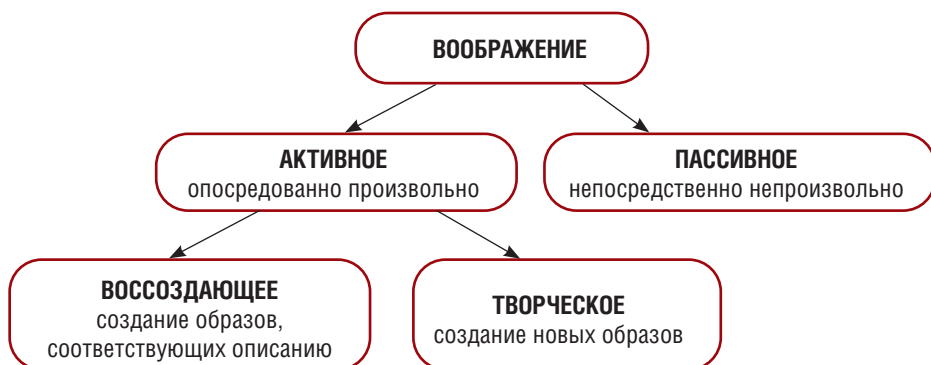 ВООБРАЖЕНИЕ
АКТИВНОЕ
опосредованно произвольно
ПАССИВНОЕ
непосредственно непроизвольно
ВОССОЗДАЮЩЕЕ
создание образов,
соответствующих описанию
ТВОРЧЕСКОЕ
создание новых образов